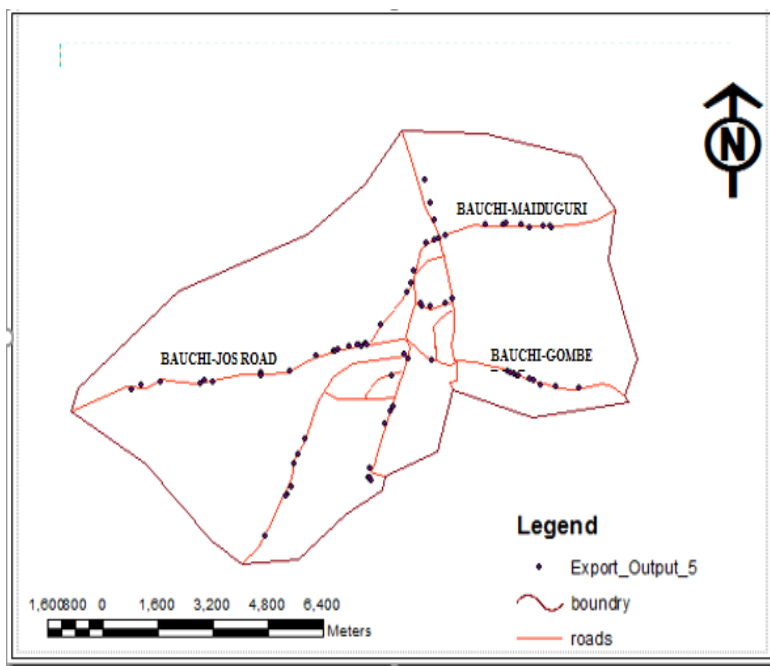 N
BAUCHI-MAIDUGURI
BAUCHI-JOS ROAD
BAUCHI-GOMBE
Legend
Export_Output_5
boundry
roads
1,600800 0 1,600 3,200 4,800 6,400
Meters